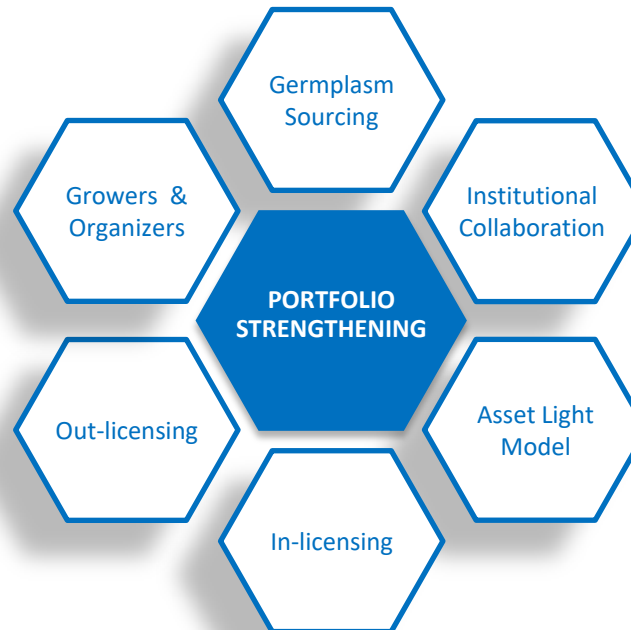 Germplasm
Sourcing
Growers &
Organizers
Institutional
Collaboration
PORTFOLIO
STRENGTHENING
Out-licensing
Asset Light
Model
In-licensing